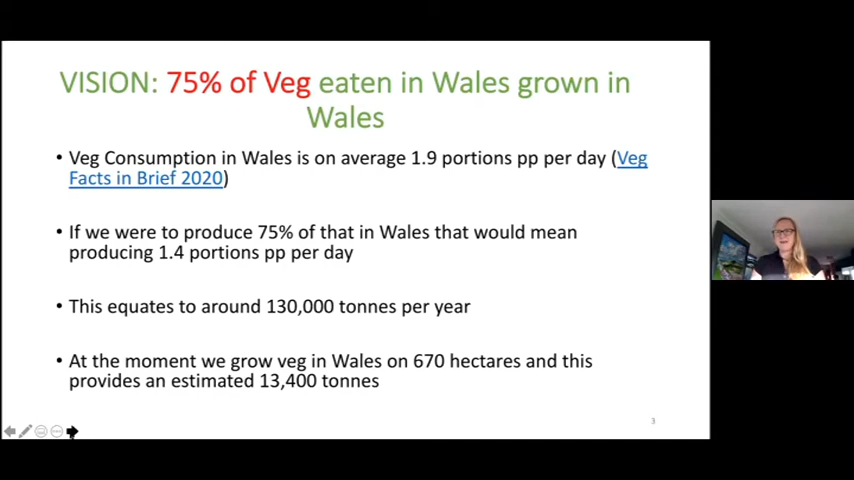 VISION: 75% of Veg eaten in Wales grown in
Wales
• Veg Consumption in Wales is on average 1.9 portions pp per day (Veg
Facts in Brief 2020)
• If we were to produce 75% of that in Wales that would mean
producing 1.4 portions pp per day
• This equates to around 130,000 tonnes per year
• At the moment we grow veg in Wales on 670 hectares and this
provides an estimated 13,400 tonnes
3